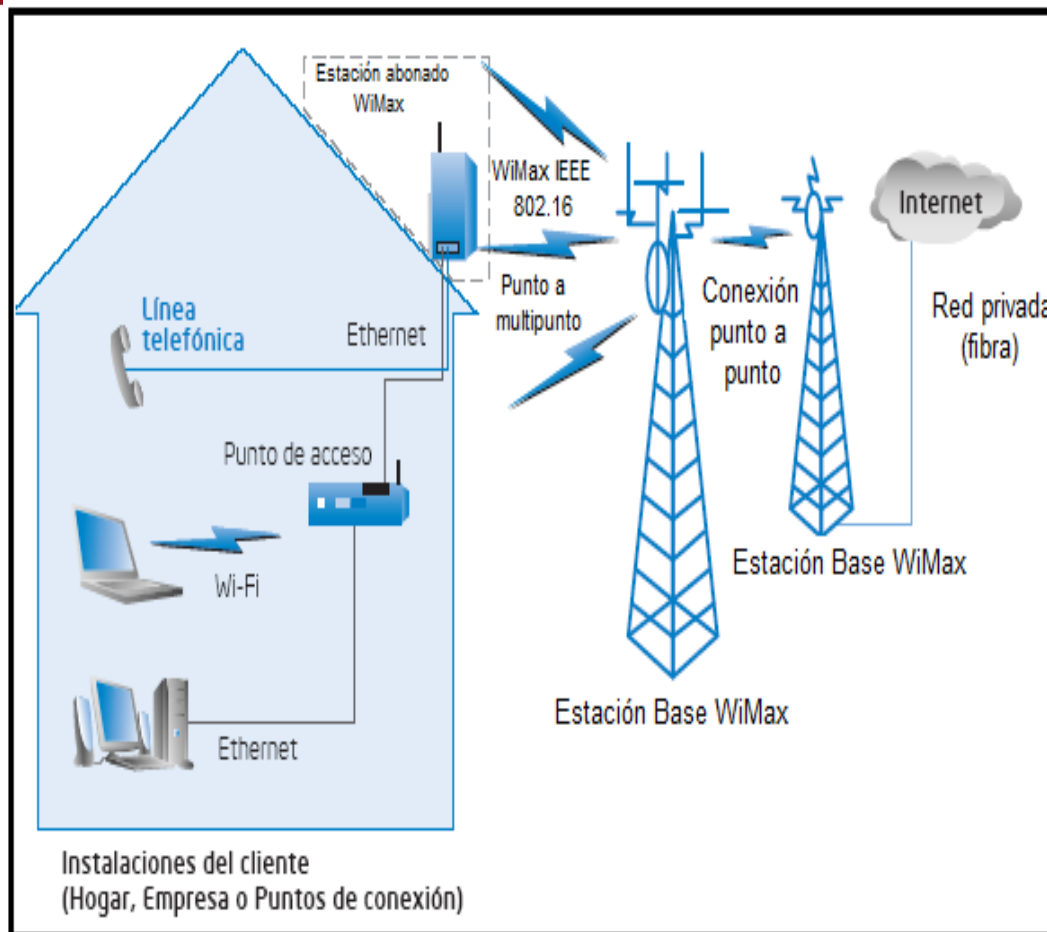 Estación abonado
WiMax
WiMax IEEE
802.16
Internet
Punto a
multipunto
Conexión
punto a
punto
Red privada
(fibra)
Línea
telefónica
Ethernet
Punto de acceso
Wi-Fi
Ethernet
Estación Base WiMax
Estación Base WiMax
Instalaciones del cliente
(Hogar, Empresa o Puntos de conexión)